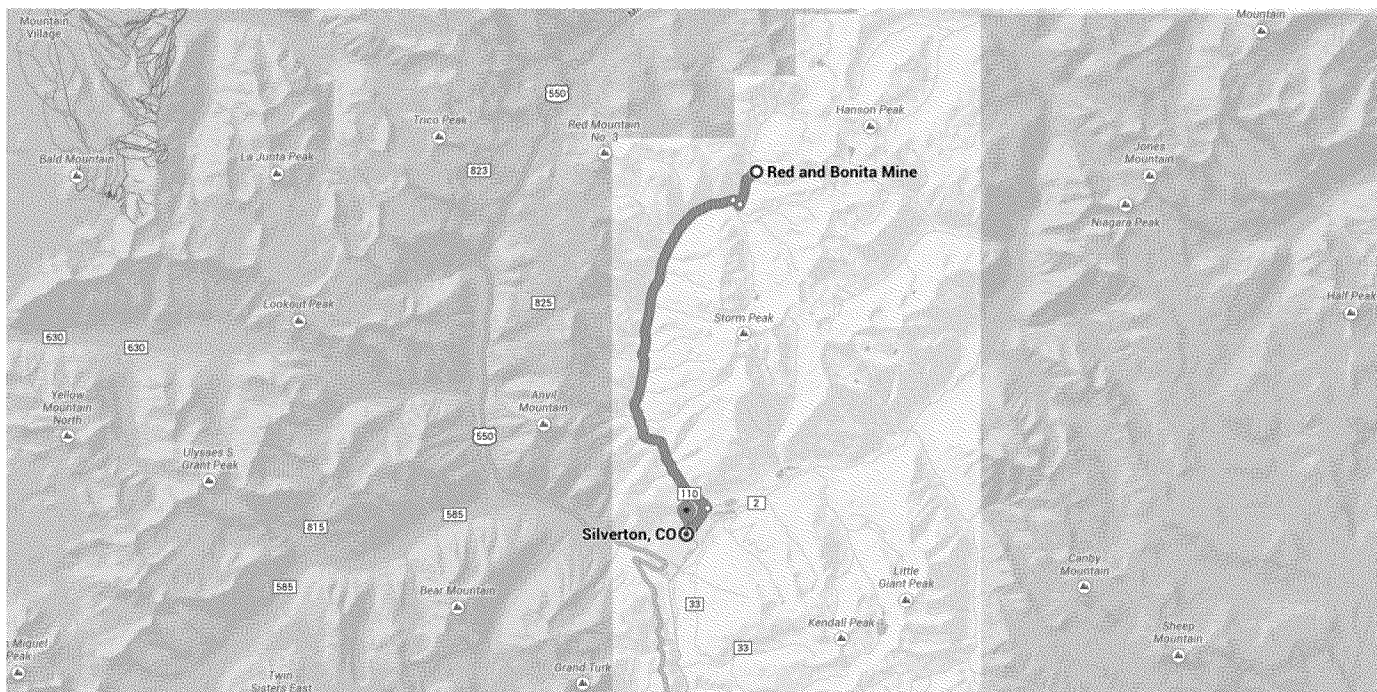 Mountain
Village
Mountain
550
Hanson Peak
Trico Peak
Red Mountain
No. 3
Bald Mountain
La Junta Peak
823
Jones
Mountain
Red and Bonita Mine
Niagara Peak
Lookout Peak
825
Half Peak
Storm Peak
630
630
Yellow
Mountain
North
Anvil
Mountain
550
Ulysses S
Grant Peak
110
2
585
815
Silverton, CO
Canby
Mountain
Little
Giant Peak
585
Bear Mountain
33
Kendall Peak
Sheep
Mountain
n Miguel
Peak
33
Grand Turk
Twin
Sisters East